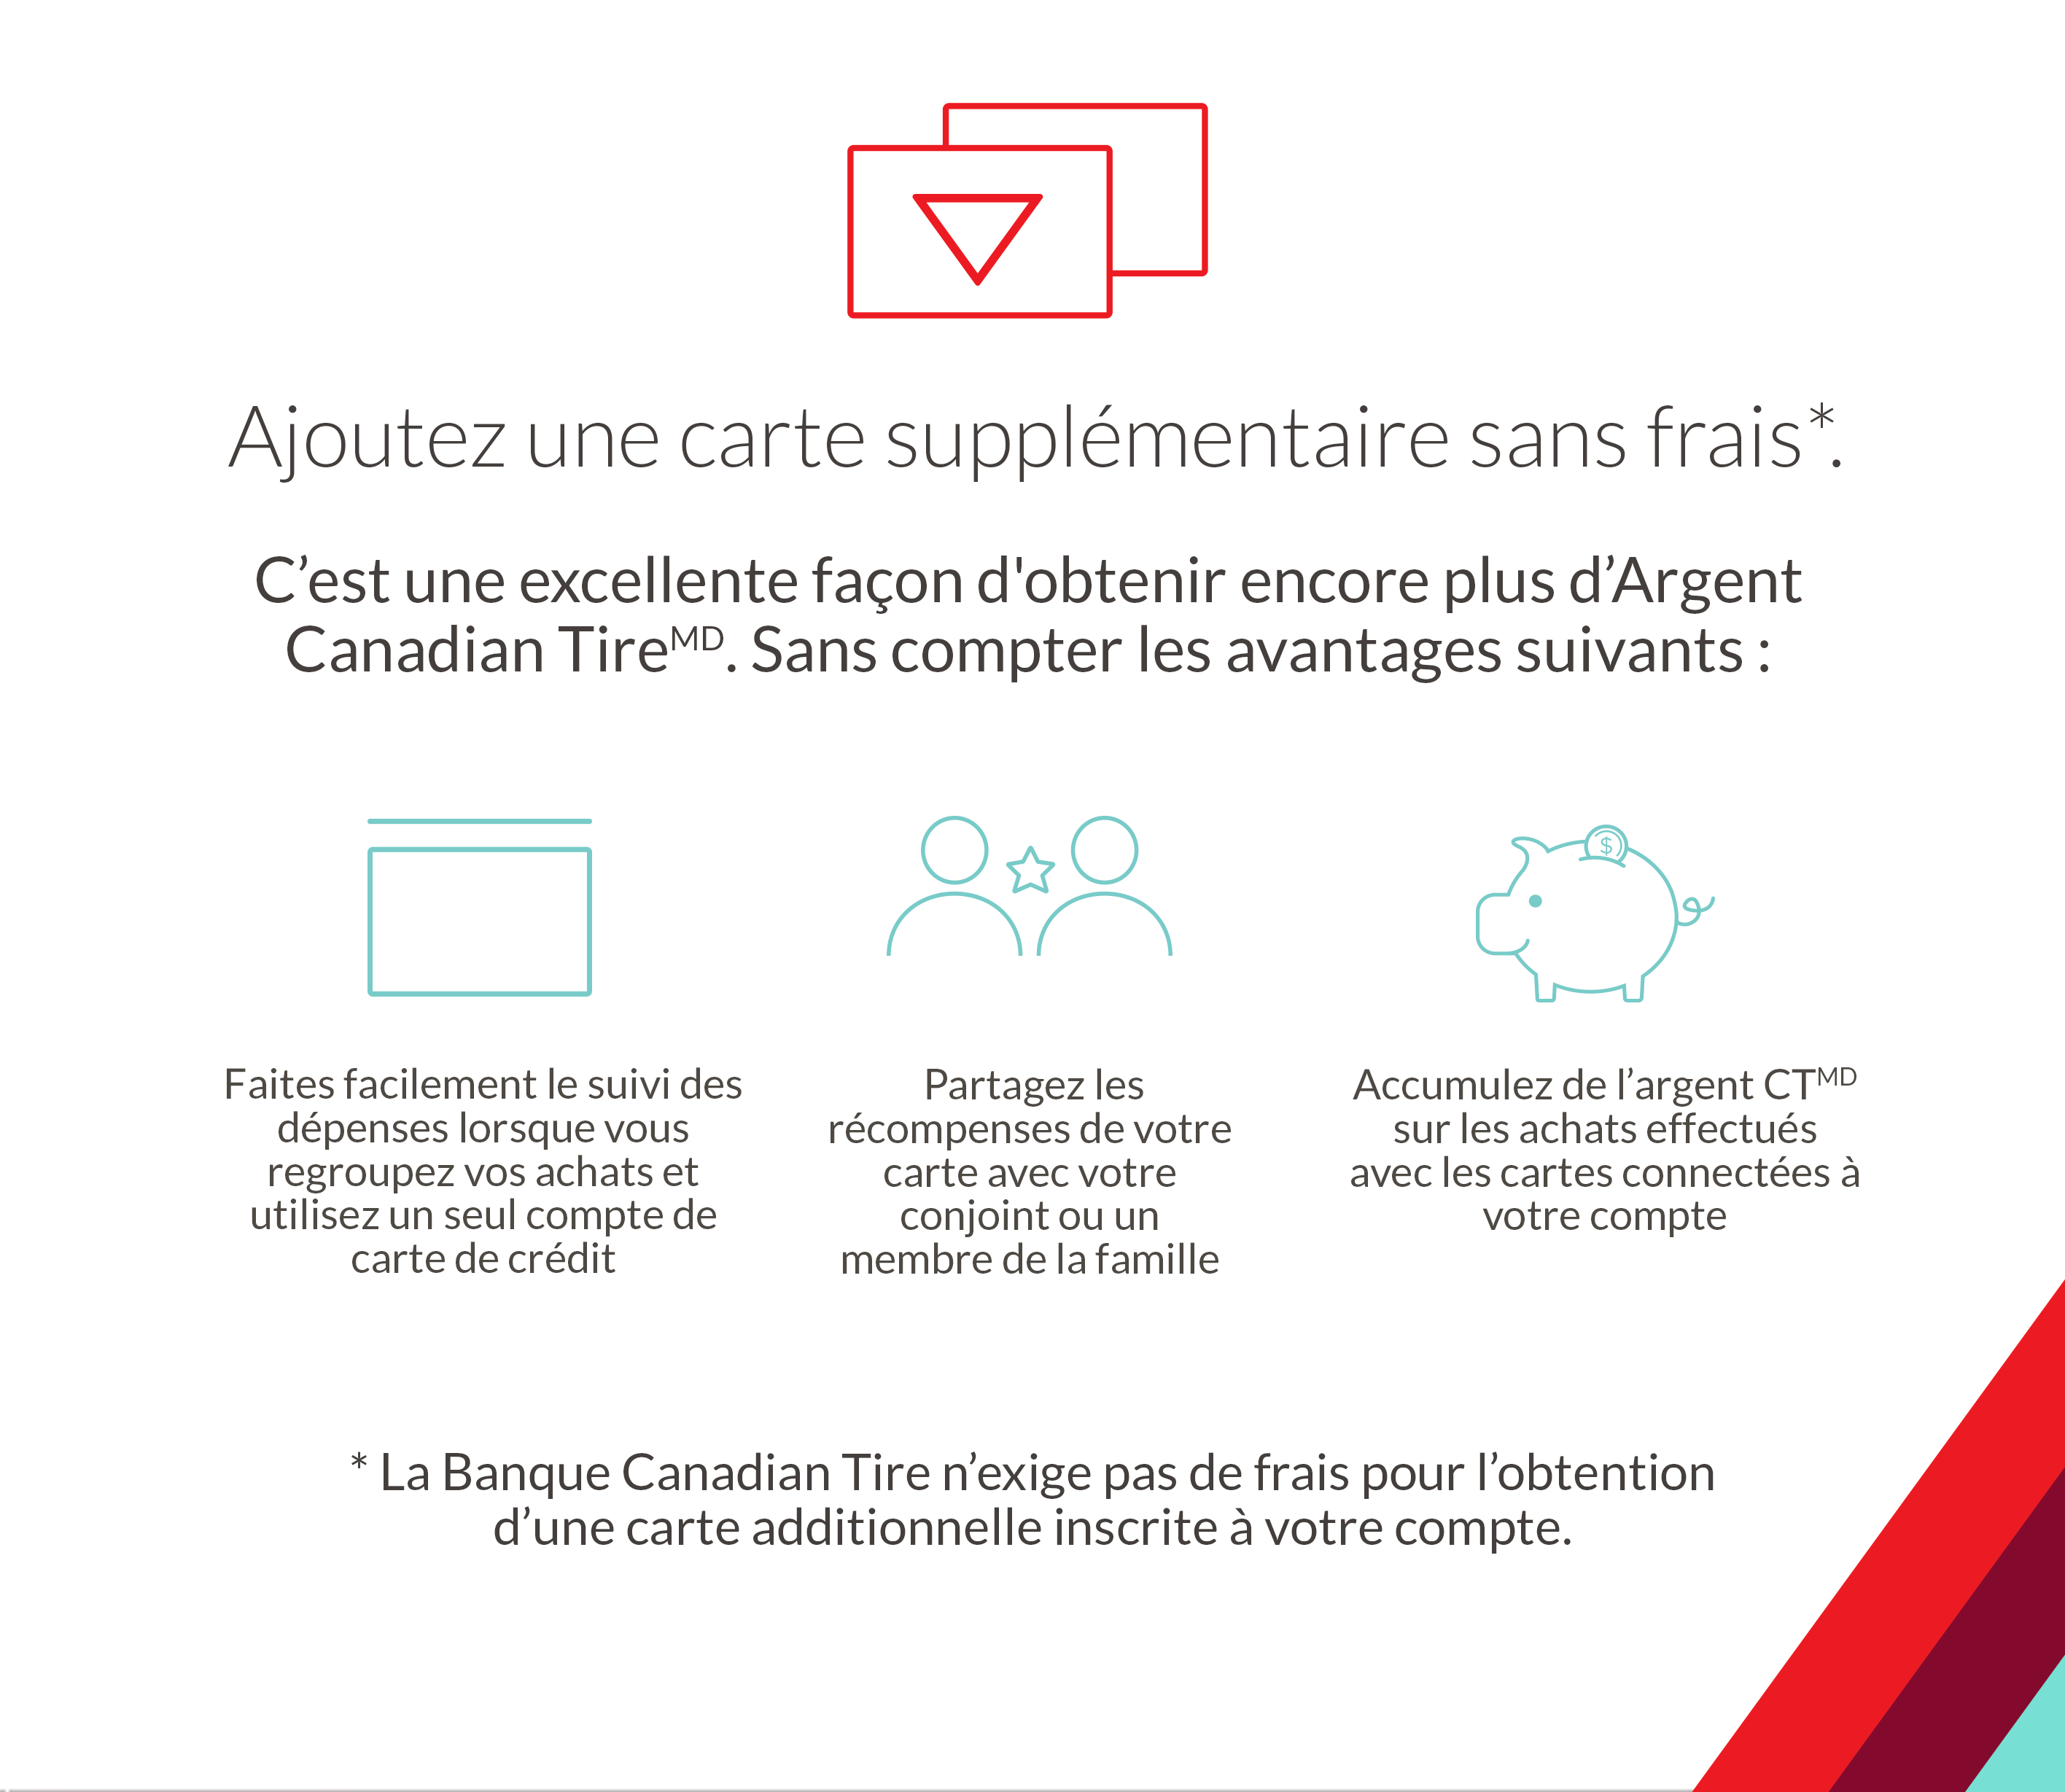 Ajoutez une carte supplémentaire sans frais*.
C’est une excellente façon d'obtenir encore plus d’Argent
Canadian Tire MD. Sans compter les avantages suivants :
$
Faites facilement le suivi des
dépenses lorsque vous
regroupez vos achats et
utilisez un seul compte de
carte de crédit
Partagez les
récompenses de votre
carte avec votre
conjoint ou un
membre de la famille
Accumulez de l’argent CT MD
sur les achats effectués
avec les cartes connectées à
votre compte
* La Banque Canadian Tire n’exige pas de frais pour l’obtention
d’une carte additionnelle inscrite à votre compte.